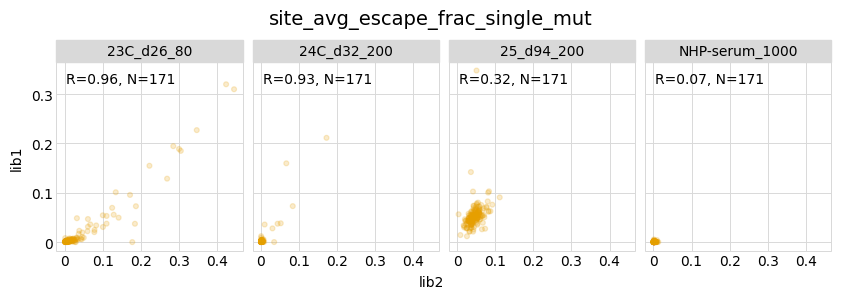 site_avg_escape_frac_single_mut
23C_d26_80
24C_d32_200
25_d94_200
NHP-serum_1000
R=0.96, N=171
R=0.93, N=171
R=0.32, N=171
R=0.07, N=171
lib1
0.3
0.2
0.1
0
0 0.1 0.2 0.3 0.4
0 0.1 0.2 0.3 0.4
0 0.1 0.2 0.3 0.4
0 0.1 0.2 0.3 0.4
lib2